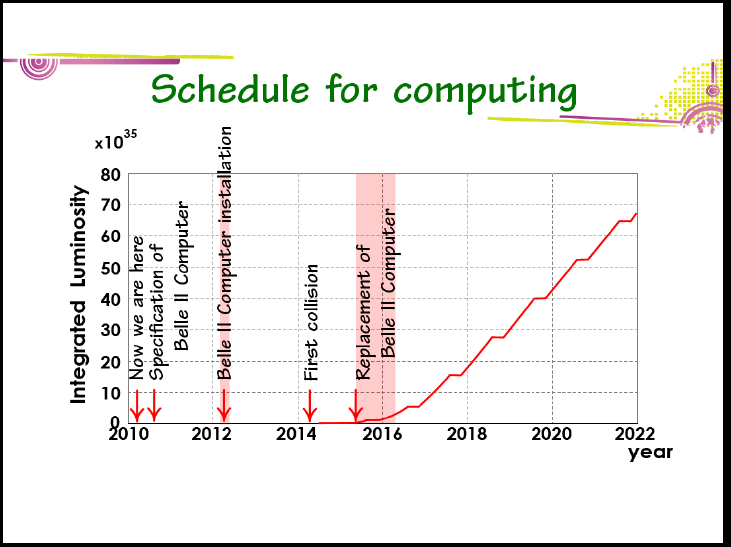 Schedule for computing
x10³⁵
Integrated Luminosity
80
70
60
50
40
30
20
10
0
Now we are here
Specification of
Belle II Computer
Belle II Computer installation
First collision
Replacement of
Belle II Computer
2010 2012 2014 2016 2018 2020 2022
year